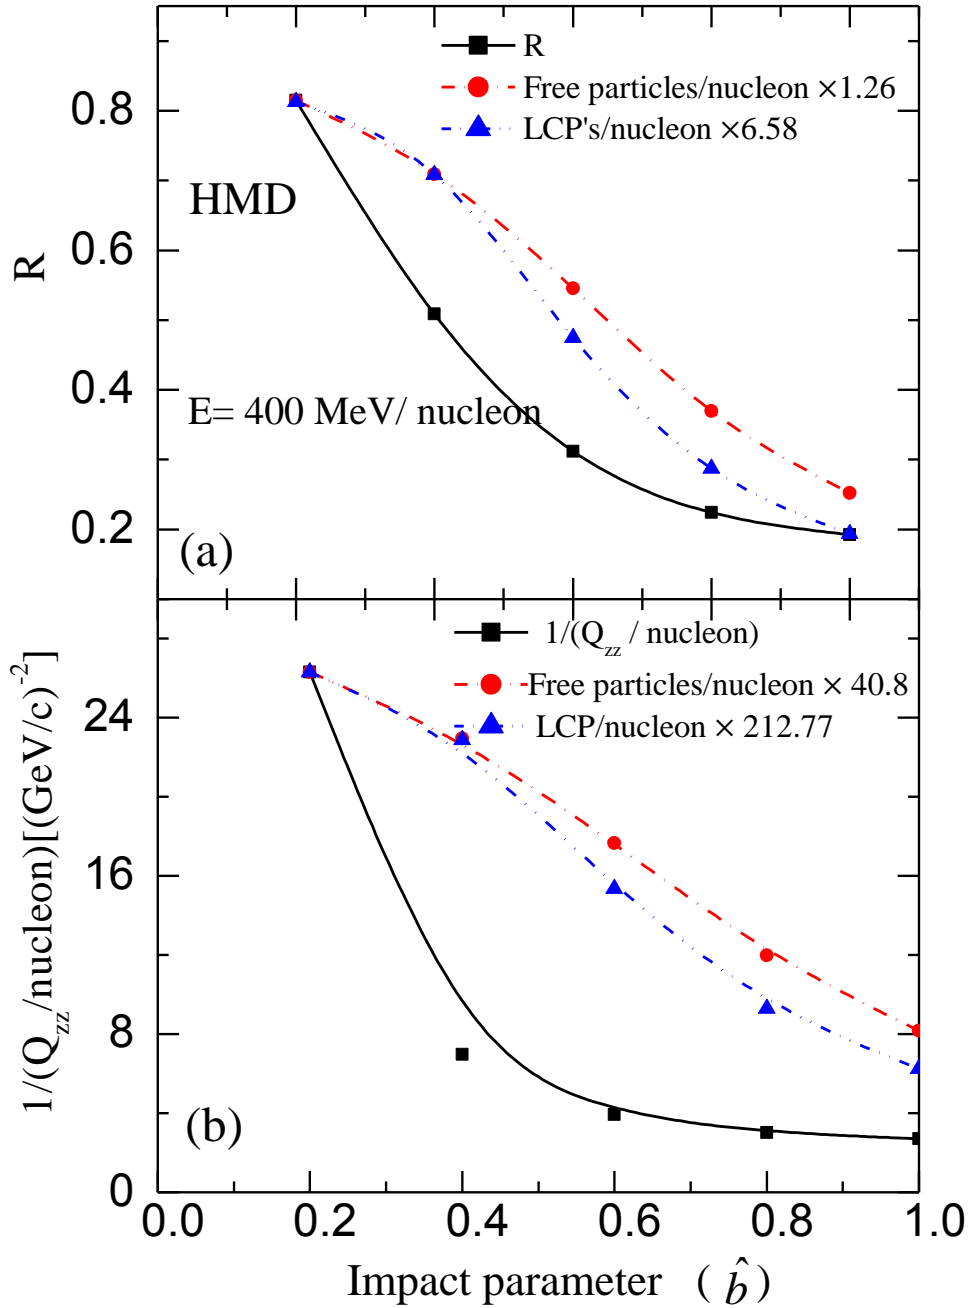 R
Free particles/nucleon ×1.26
LCP's/nucleon ×6.58
0.8
HMD
0.6
R
0.4
E= 400 MeV/ nucleon
0.2
(a)
1/(Q_zz / nucleon)
Free particles/nucleon × 40.8
LCP/nucleon × 212.77
24
16
1/(Q_zz/nucleon)[(GeV/c)^-2]
8
(b)
0
0.0 0.2 0.4 0.6 0.8 1.0
Impact parameter ( b̂ )